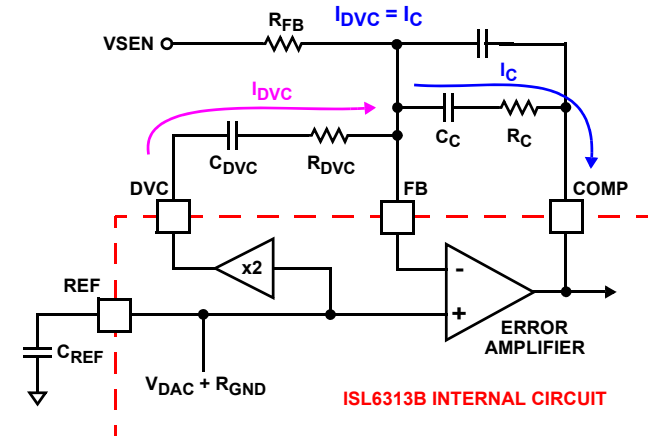 RFB
IDVC = IC
VSEN
IDVC
IC
CDVC
RDVC
CC
RC
DVC
FB
COMP
x2
-
+
REF
CREF
VDAC + RGND
ERROR
AMPLIFIER
ISL6313B INTERNAL CIRCUIT